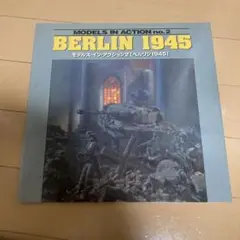 MODELS IN ACTION no.2
BERLIN 1945
モデルズ・イン・アクション2 [ベルリン1945]